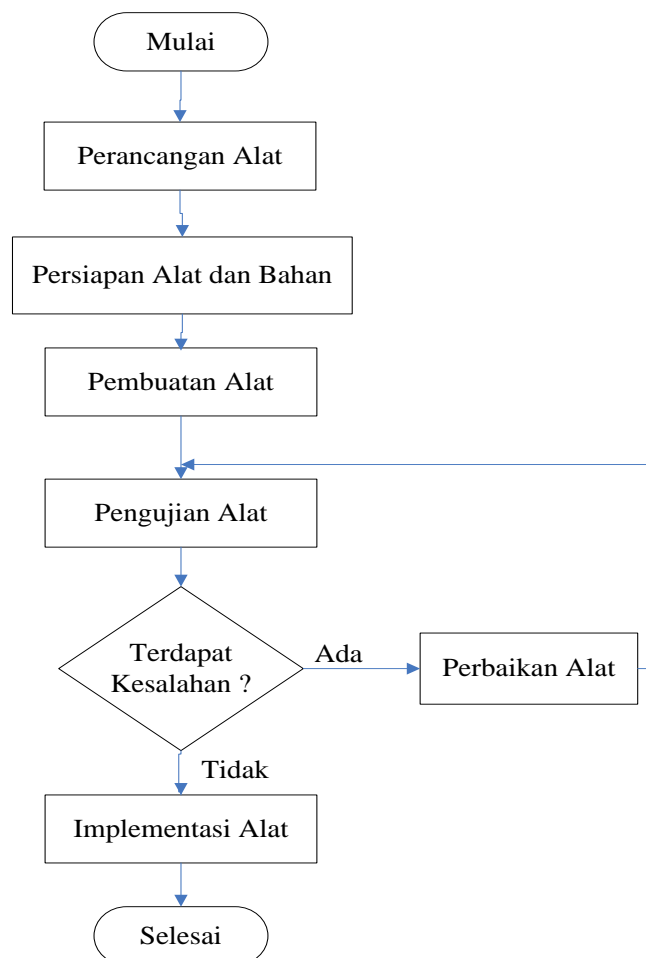 Mulai
Perancangan Alat
Persiapan Alat dan Bahan
Pembuatan Alat
Pengujian Alat
Terdapat
Kesalahan ?
Ada
Perbaikan Alat
Tidak
Implementasi Alat
Selesai